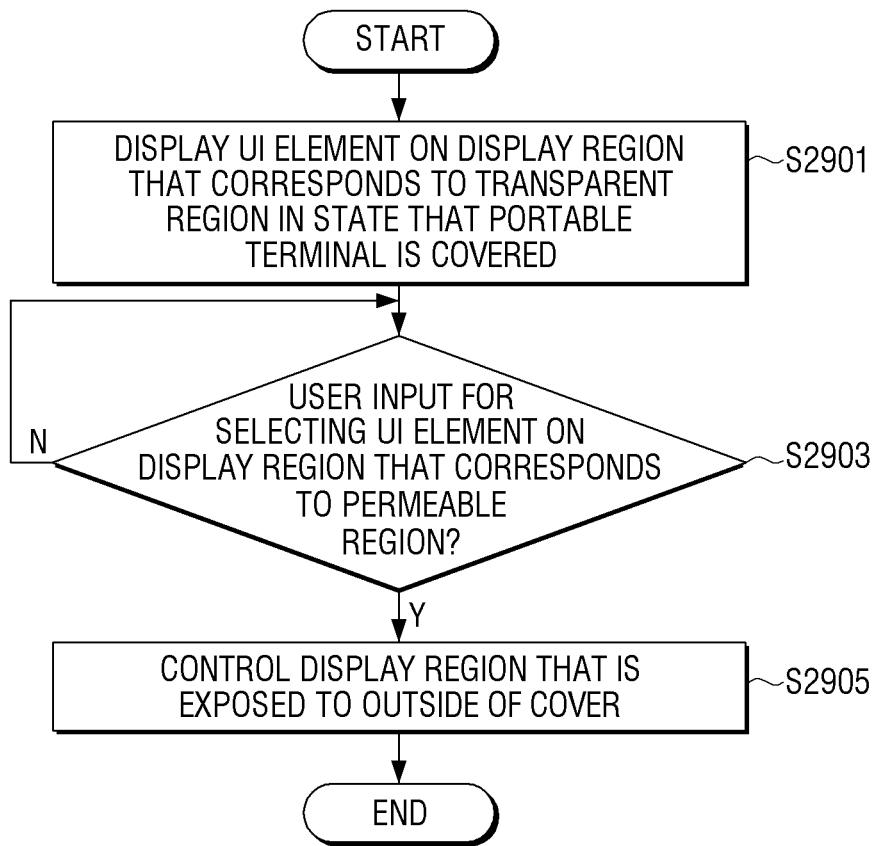 START
DISPLAY UI ELEMENT ON DISPLAY REGION
THAT CORRESPONDS TO TRANSPARENT
REGION IN STATE THAT PORTABLE
TERMINAL IS COVERED
S2901
USER INPUT FOR
SELECTING UI ELEMENT ON
DISPLAY REGION THAT CORRESPONDS
TO PERMEABLE
REGION?
N
S2903
Y
CONTROL DISPLAY REGION THAT IS
EXPOSED TO OUTSIDE OF COVER
S2905
END